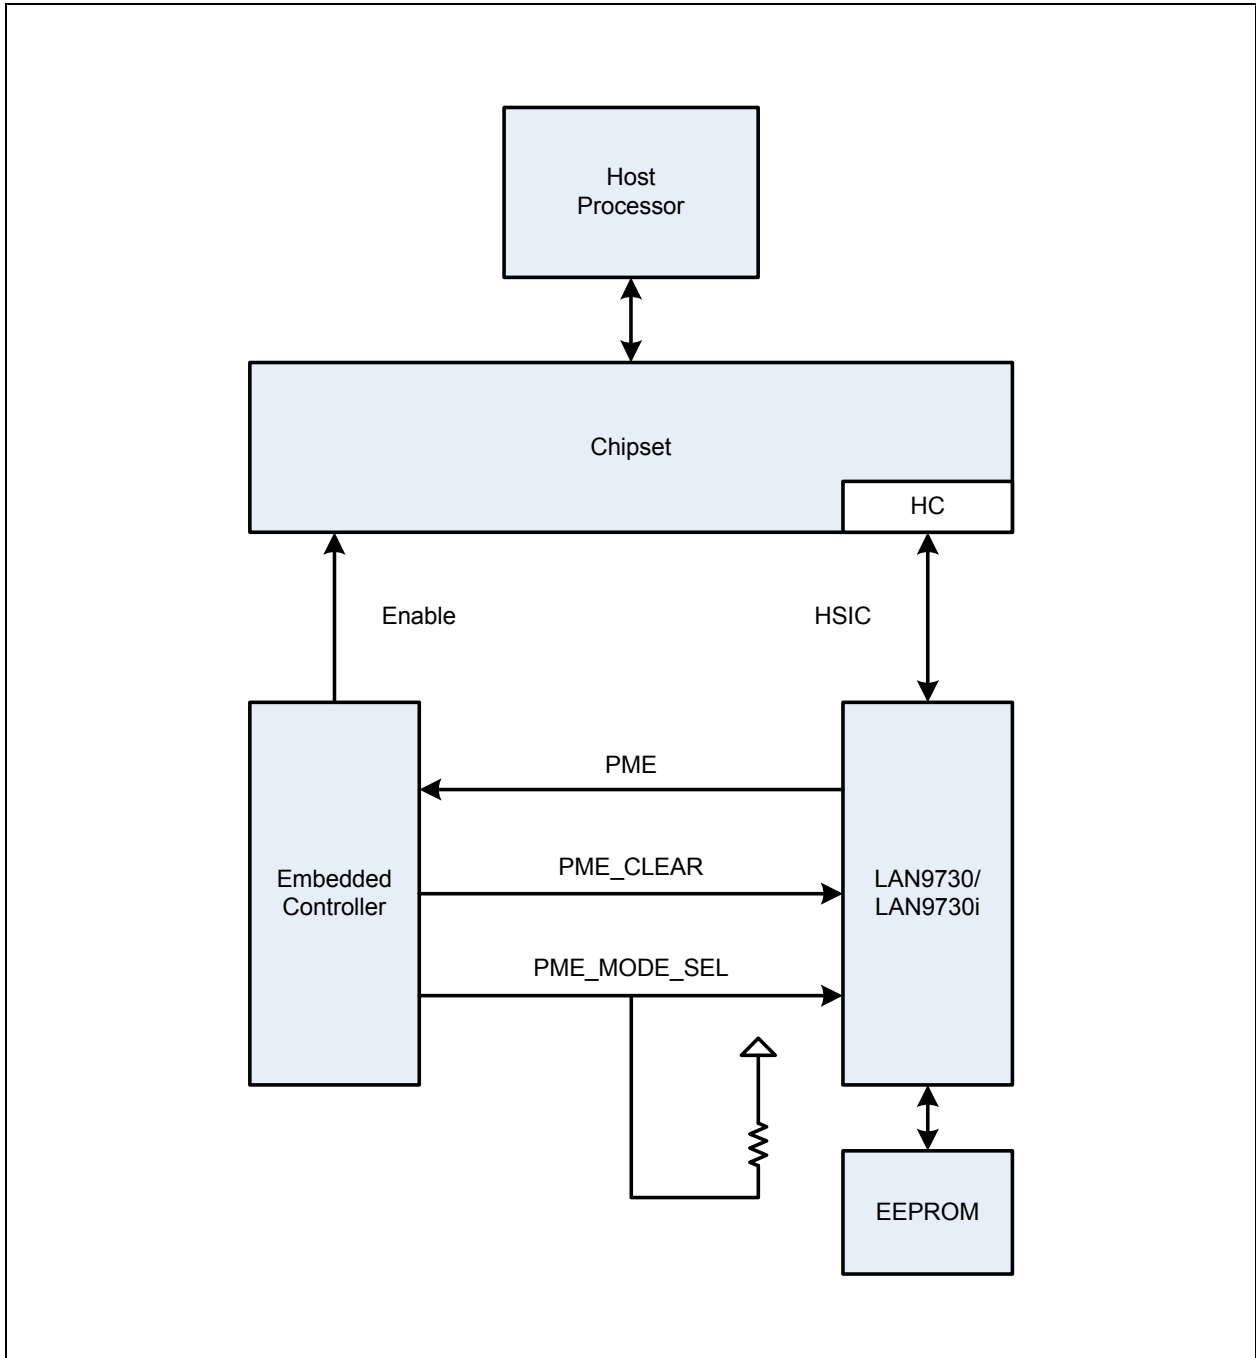 Host
Processor
Chipset
HC
Enable
HSIC
PME
PME_CLEAR
Embedded
Controller
LAN9730/
LAN9730i
PME_MODE_SEL
EEPROM